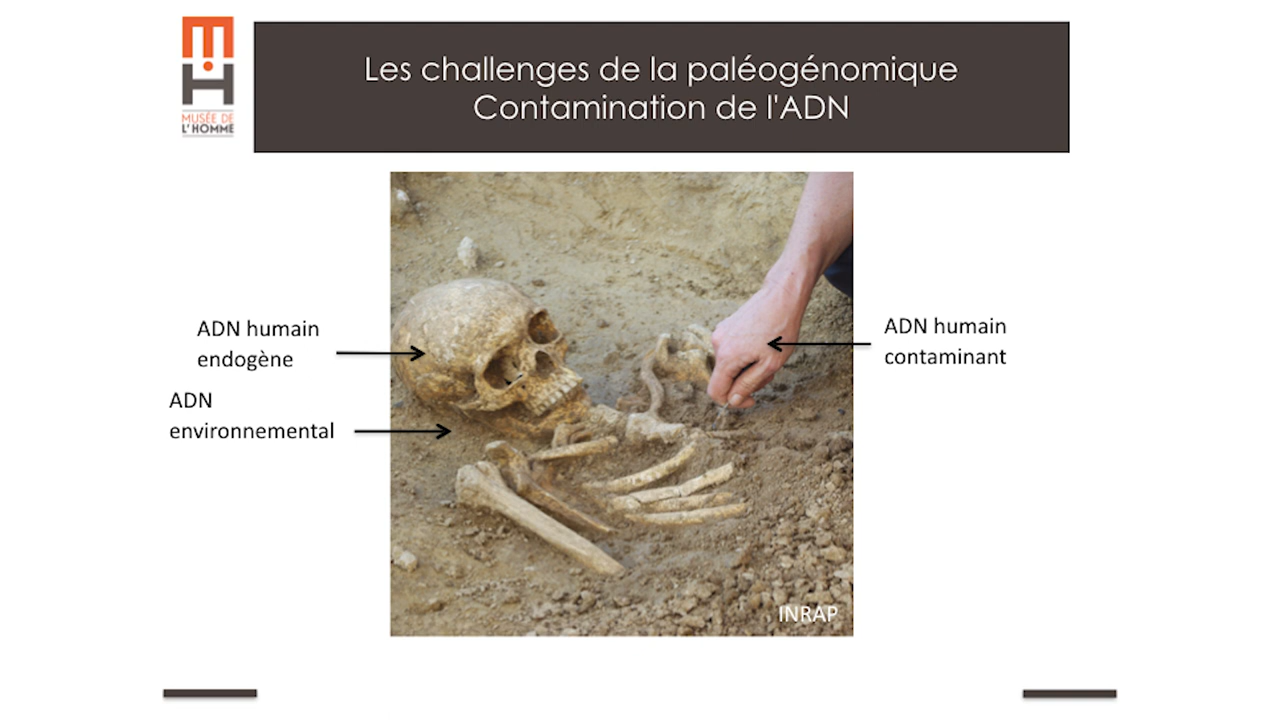 MUSÉE DE
L'HOMME
Les challenges de la paléogénomique
Contamination de l'ADN
ADN humain
endogène
ADN
environnemental
ADN humain
contaminant
INRAP